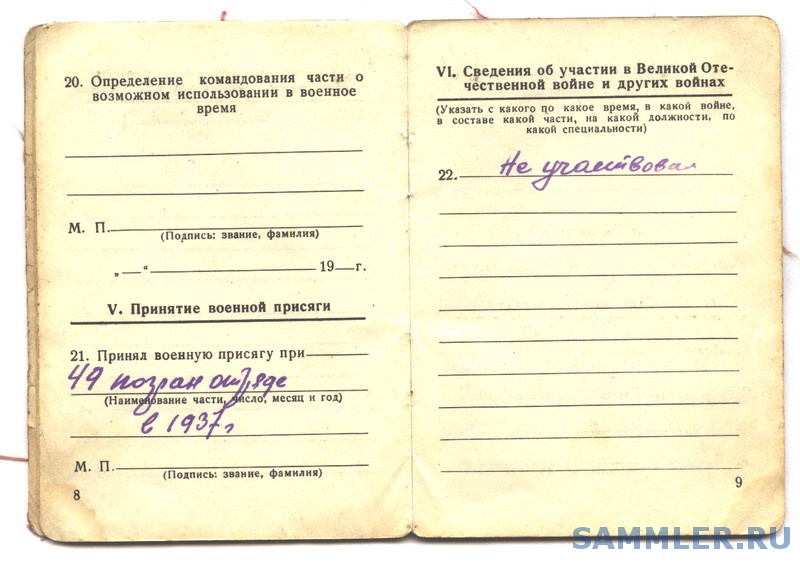 20. Определение командования части о
возможном использовании в военное
время
М. П.
(Подпись: звание, фамилия)
„ — “ 19 — г.
V. Принятие военной присяги
21. Принял военную присягу при
49 погран отряде
(Наименование части, число, месяц и год)
в 1937 г
М. П.
(Подпись: звание, фамилия)
8
VI. Сведения об участии в Великой Оте-
чественной войне и других войнах
(Указать с какого по какое время, в какой войне,
в составе какой части, на какой должности, по
какой специальности)
22. Не участвовал
9
SAMMLER.RU